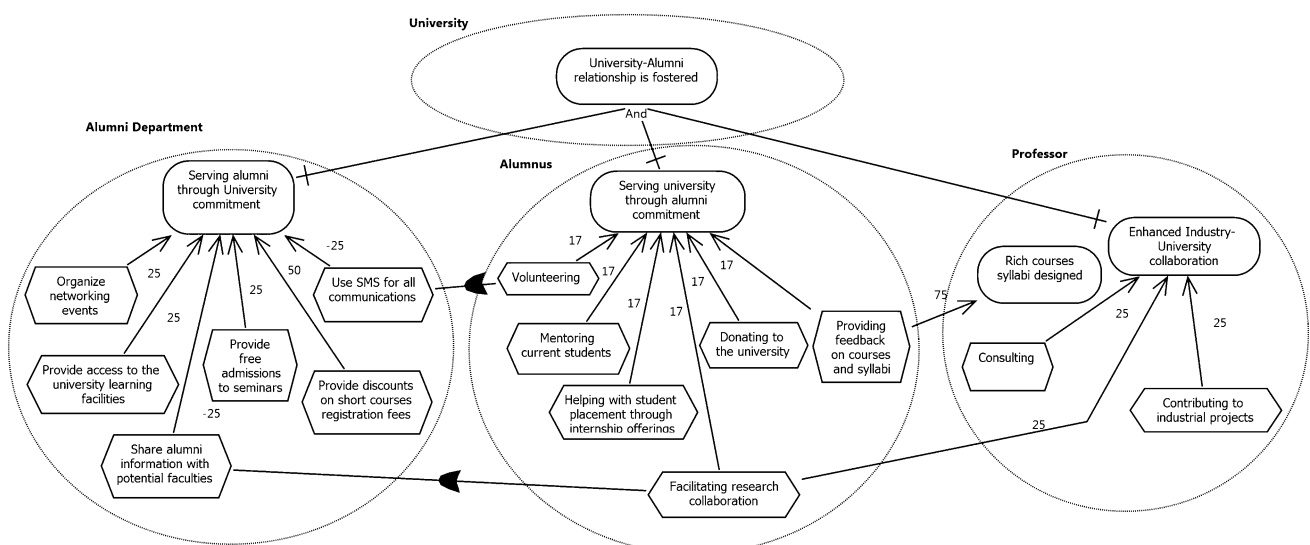 University
University-Alumni
relationship is fostered
And
Alumni Department
Serving alumni
through University
commitment
-25
25
50
25
25
-25
Organize
networking
events
Use SMS for all
communications
Provide access to the
university learning
facilities
Provide
free
admissions
to seminars
Provide discounts
on short courses
registration fees
Share alumni
information with
potential faculties
Alumnus
Serving university
through alumni
commitment
17
17
17
17
17
17
Volunteering
Mentoring
current students
Helping with student
placement through
internship offerings
Donating to
the university
Providing
feedback
on courses
and syllabi
Facilitating research
collaboration
75
Professor
Rich courses
syllabi designed
Enhanced Industry-
University
collaboration
25
25
25
Consulting
Contributing to
industrial projects